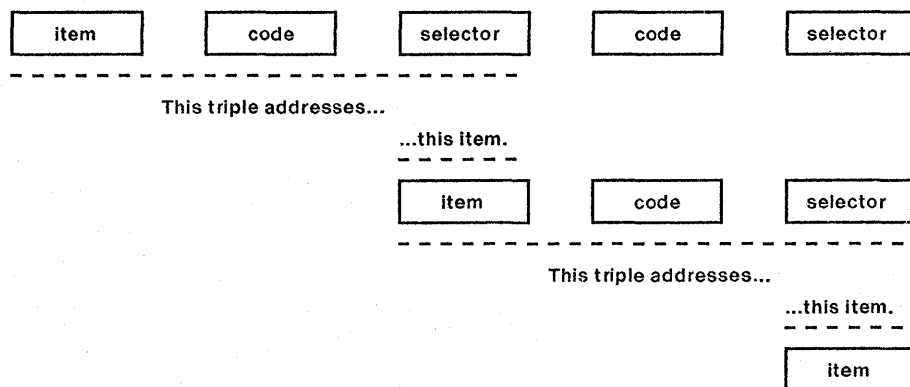 item code selector code selector
This triple addresses...
...this item.
item code selector
This triple addresses...
...this item.
item